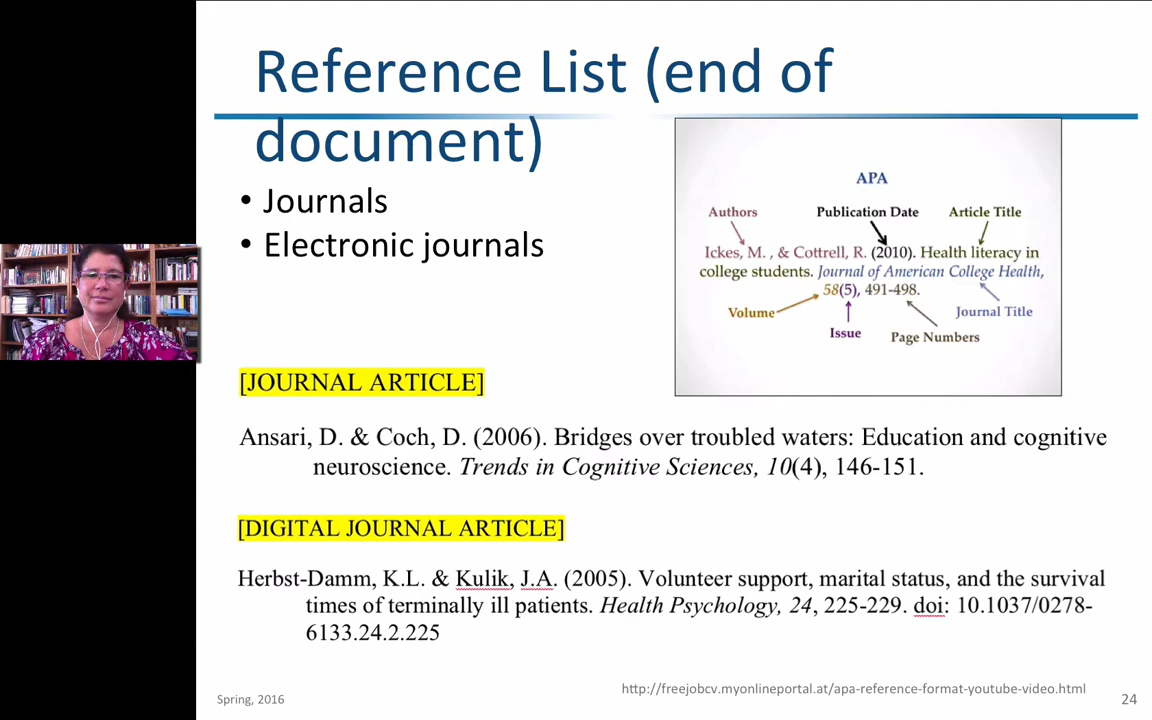 Reference List (end of
document)
• Journals
• Electronic journals
APA
Authors
Publication Date
Article Title
Ickes, M. , & Cottrell, R. (2010). Health literacy in
college students. Journal of American College Health,
58(5), 491-498.
Volume
Issue
Page Numbers
Journal Title
[JOURNAL ARTICLE]
Ansari, D. & Coch, D. (2006). Bridges over troubled waters: Education and cognitive
neuroscience. Trends in Cognitive Sciences, 10(4), 146-151.
[DIGITAL JOURNAL ARTICLE]
Herbst-Damm, K.L. & Kulik, J.A. (2005). Volunteer support, marital status, and the survival
times of terminally ill patients. Health Psychology, 24, 225-229. doi: 10.1037/0278-
6133.24.2.225
Spring, 2016
http://freejobcv.myonlineportal.at/apa-reference-format-youtube-video.html
24